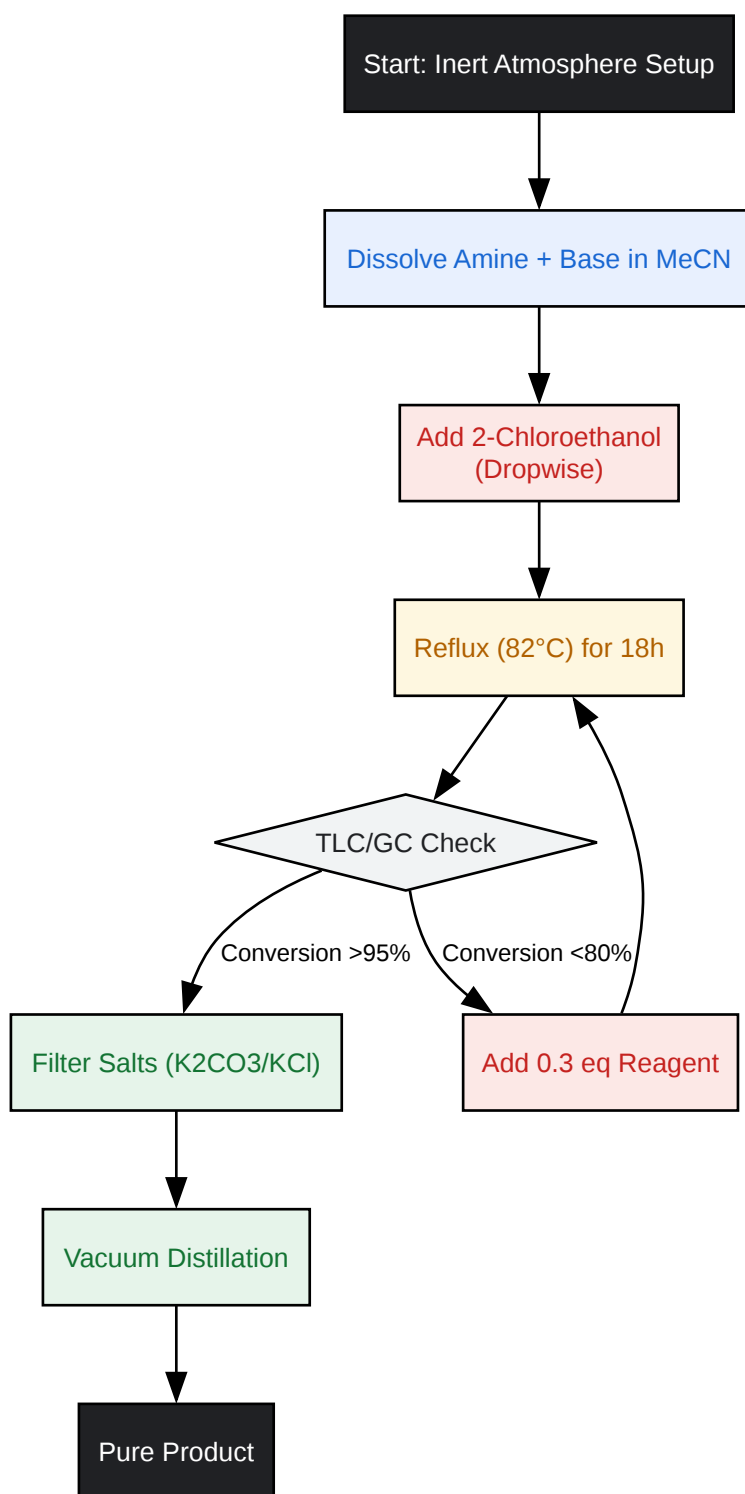 Start: Inert Atmosphere Setup
Dissolve Amine + Base in MeCN
Add 2-Chloroethanol
(Dropwise)
Reflux (82°C) for 18h
TLC/GC Check
Conversion >95%
Conversion <80%
Filter Salts (K2CO3/KCl)
Add 0.3 eq Reagent
Vacuum Distillation
Pure Product